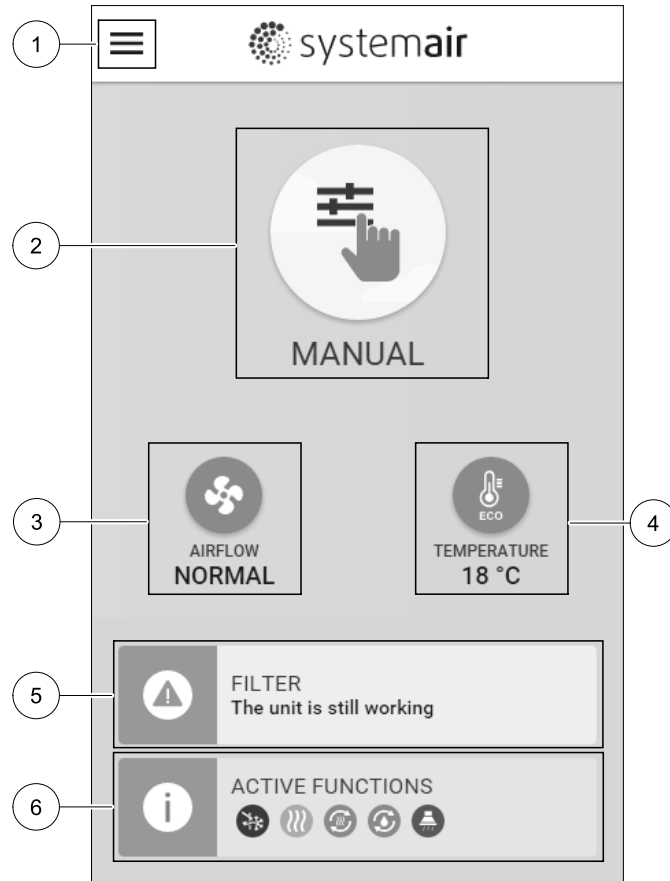 1
systemair
2
MANUAL
3
AIRFLOW
NORMAL
ECO
TEMPERATURE
18 °C
4
5
FILTER
The unit is still working
6
i
ACTIVE FUNCTIONS